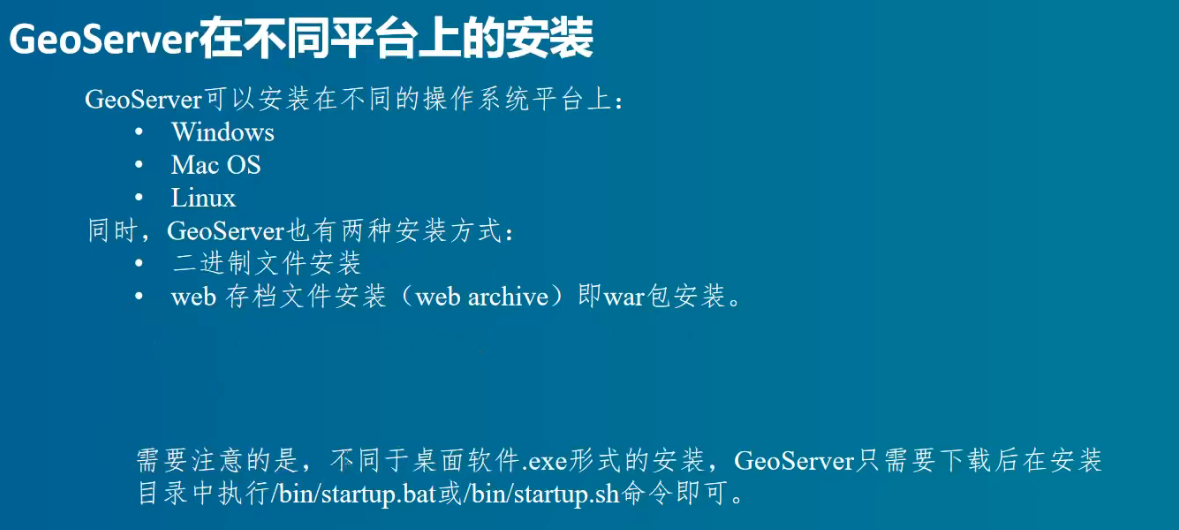 GeoServer在不同平台上的安装
GeoServer可以安装在不同的操作系统平台上：
• Windows
• Mac OS
• Linux
同时，GeoServer也有两种安装方式：
• 二进制文件安装
• web 存档文件安装（web archive）即war包安装。
需要注意的是，不同于桌面软件.exe形式的安装，GeoServer只需要下载后在安装
目录中执行/bin/startup.bat或/bin/startup.sh命令即可。